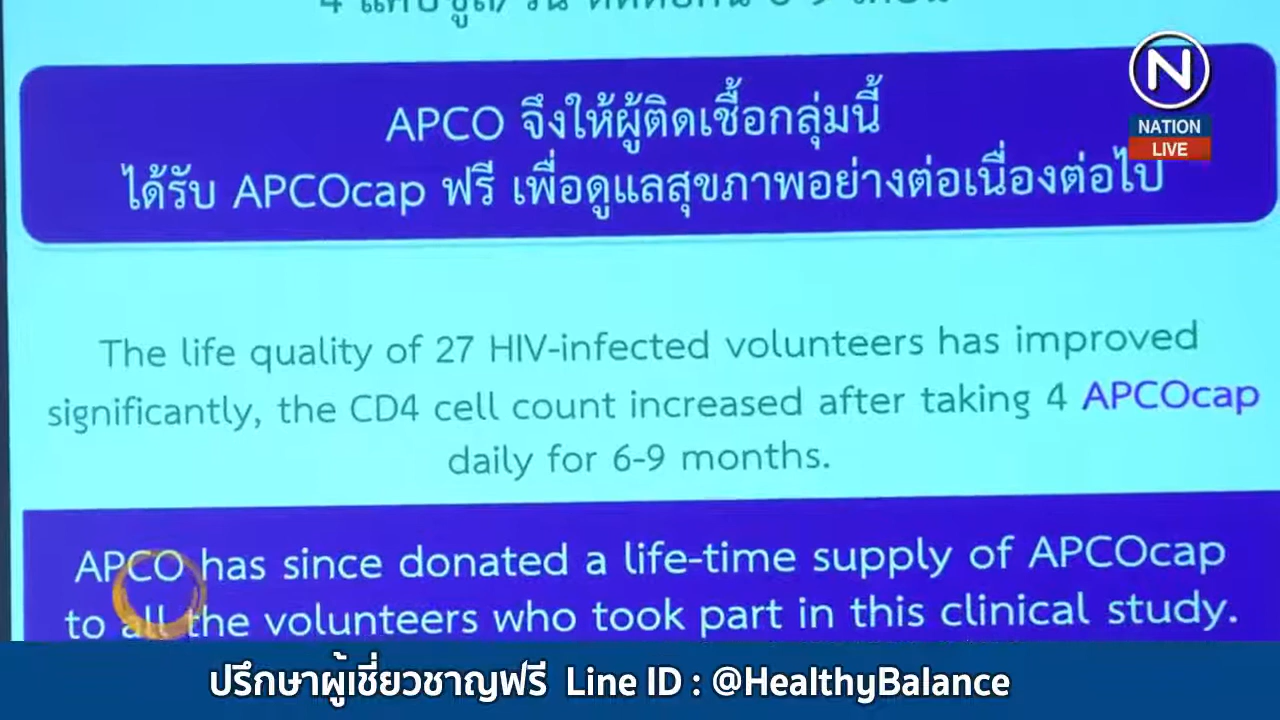 APCO จึงให้ผู้ติดเชื้อกลุ่มนี้
ได้รับ APCOcap ฟรี เพื่อดูแลสุขภาพอย่างต่อเนื่องต่อไป
N
NATION
LIVE
The life quality of 27 HIV-infected volunteers has improved
significantly, the CD4 cell count increased after taking 4 APCOcap
daily for 6-9 months.
APCO has since donated a life-time supply of APCOcap
to all the volunteers who took part in this clinical study.
ปรึกษาผู้เชี่ยวชาญฟรี Line ID : @HealthyBalance